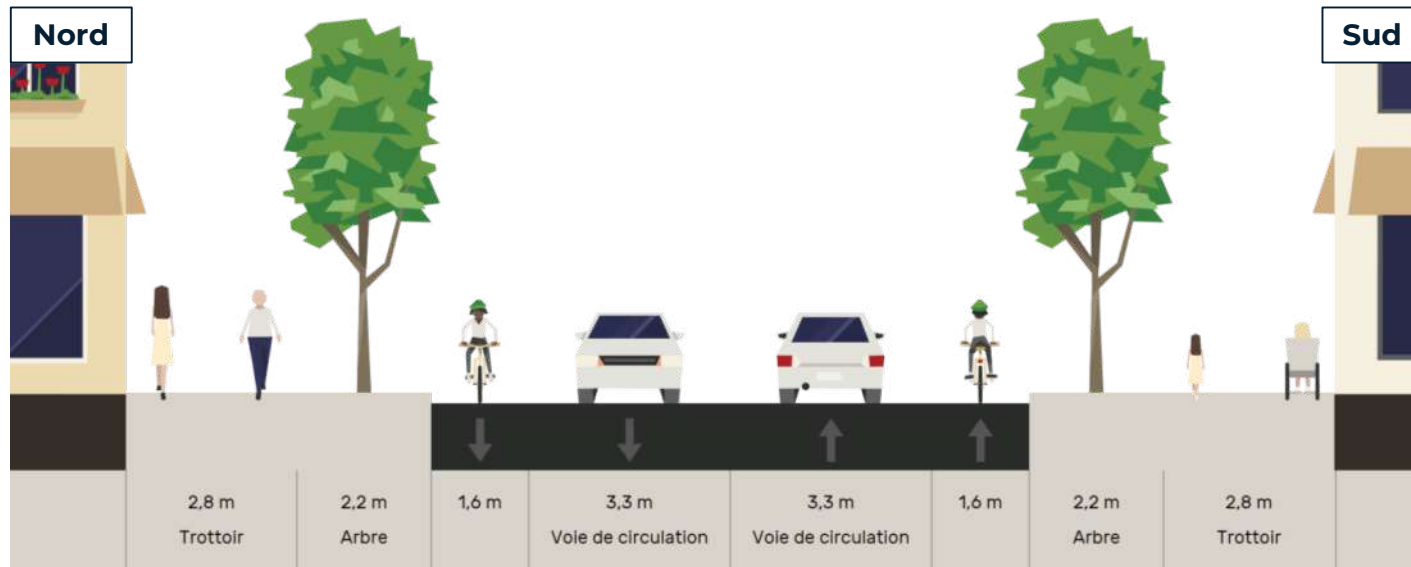 Nord
Sud
2,8 m
Trottoir
2,2 m
Arbre
1,6 m
3,3 m
Voie de circulation
3,3 m
Voie de circulation
1,6 m
2,2 m
Arbre
2,8 m
Trottoir